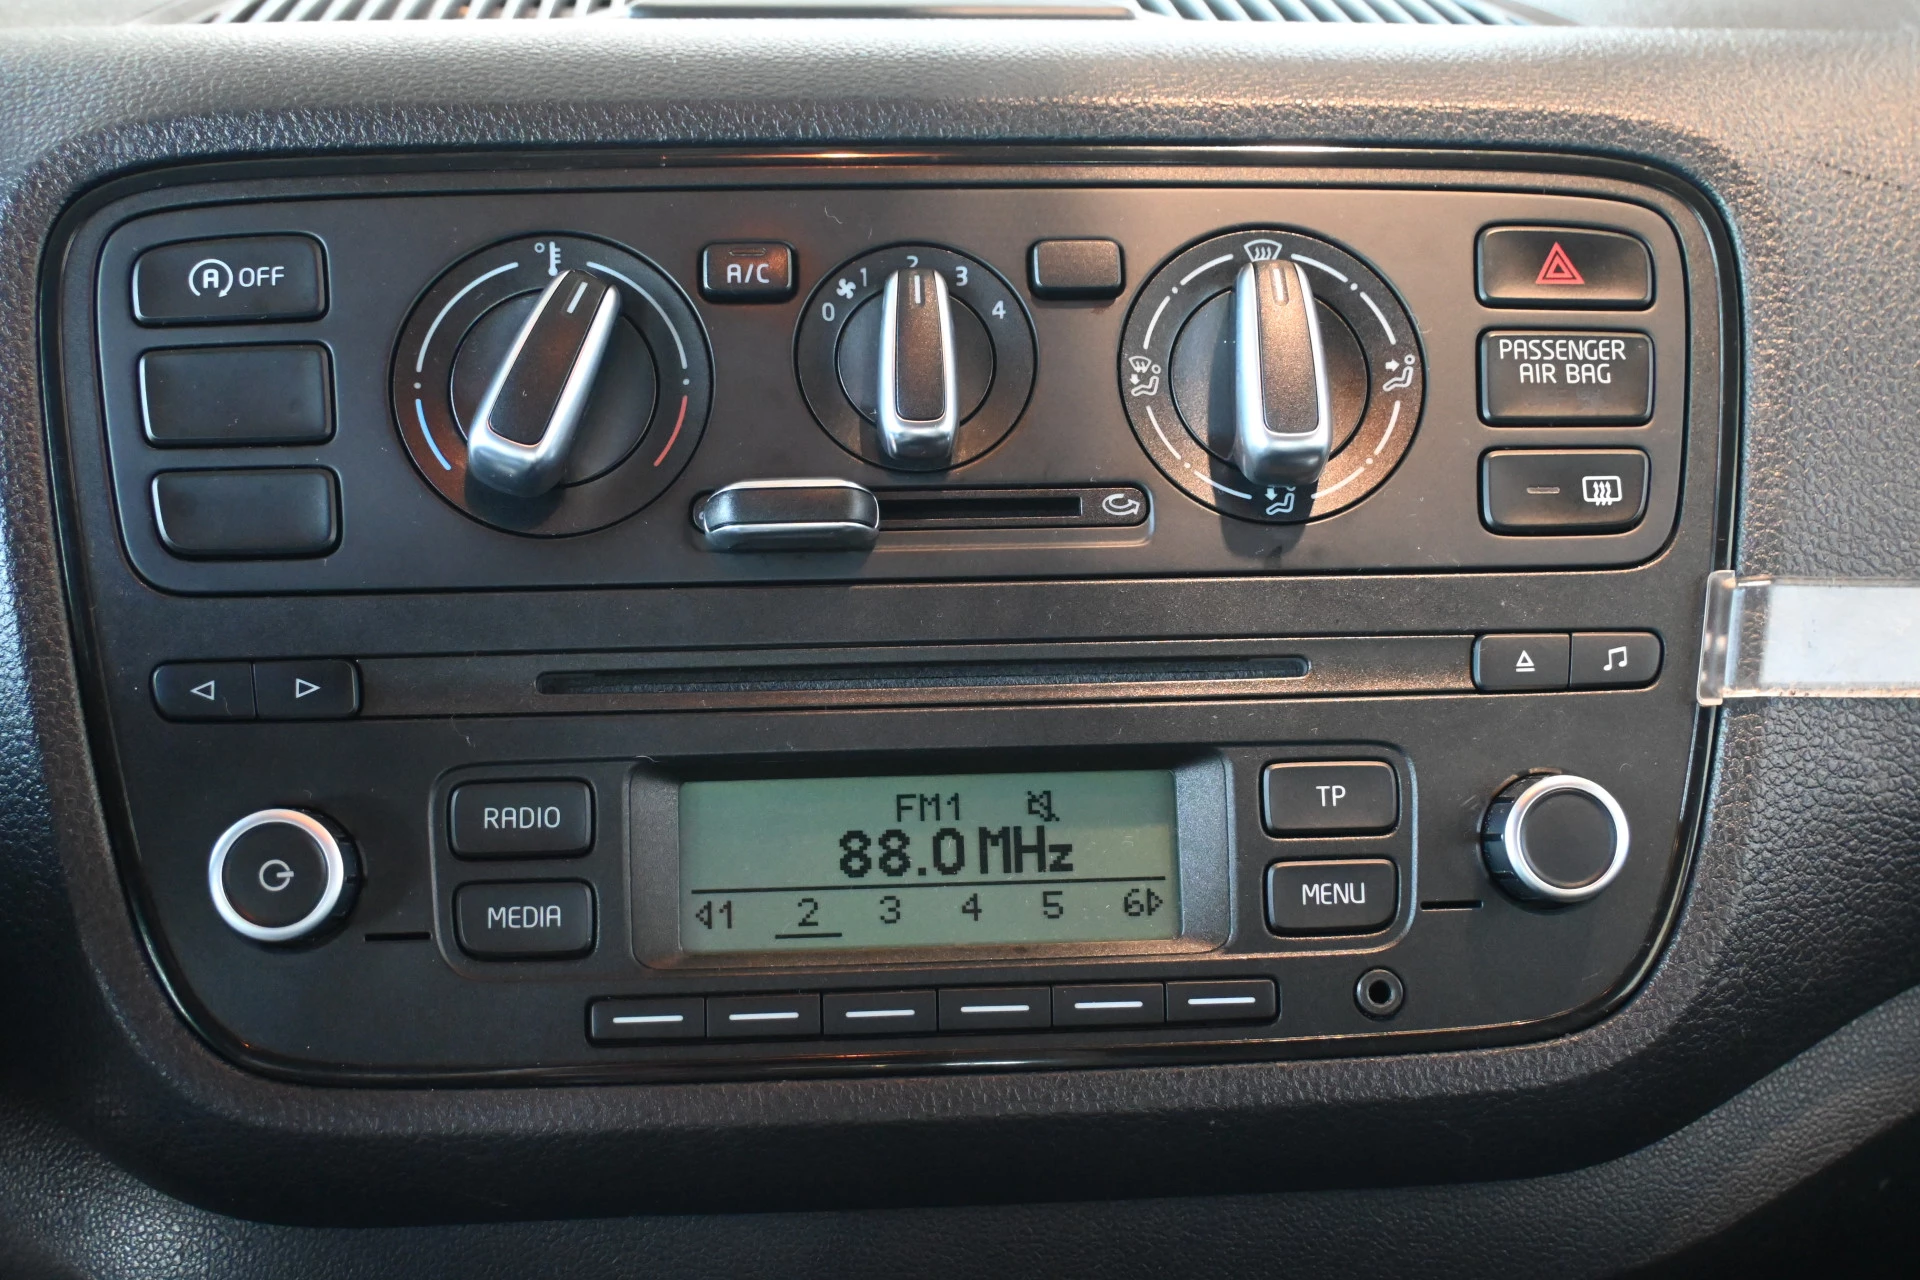 A OFF
A/C
0 1 2 3 4
PASSENGER
AIR BAG
RADIO
MEDIA
FM1
88.0 MHz
1 2 3 4 5 6
TP
MENU